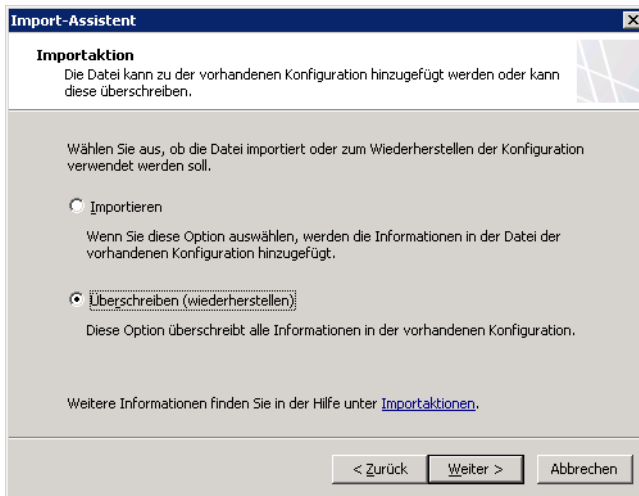 Import-Assistent
Importaktion
Die Datei kann zu der vorhandenen Konfiguration hinzugefügt werden oder kann
diese überschreiben.
Wählen Sie aus, ob die Datei importiert oder zum Wiederherstellen der Konfiguration
verwendet werden soll.
Importieren
Wenn Sie diese Option auswählen, werden die Informationen in der Datei der
vorhandenen Konfiguration hinzugefügt.
Überschreiben (wiederherstellen)
Diese Option überschreibt alle Informationen in der vorhandenen Konfiguration.
Weitere Informationen finden Sie in der Hilfe unter Importaktionen.
< Zurück Weiter > Abbrechen